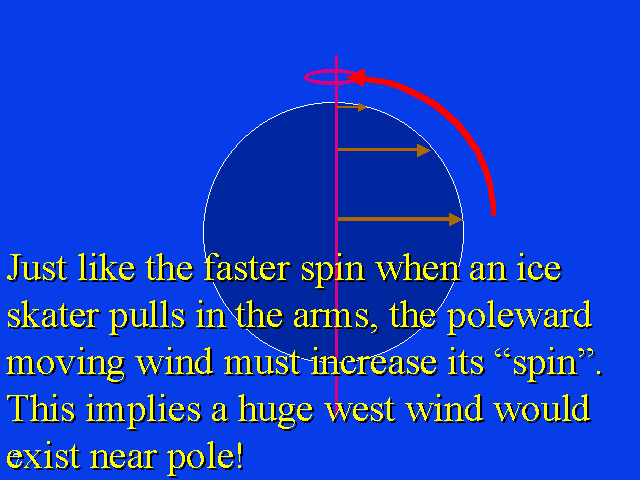 Just like the faster spin when an ice
skater pulls in the arms, the poleward
moving wind must increase its “spin”.
This implies a huge west wind would
exist near pole!